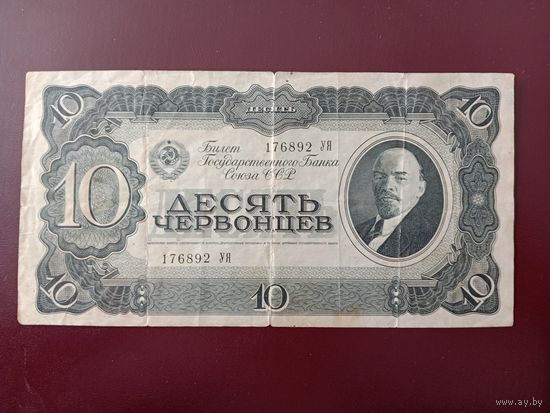 10 ДЕСЯТЬ 10
Билет 176892 УЯ
Государственного Банка
Союза ССР
10
ДЕСЯТЬ
ЧЕРВОНЦЕВ
176892 УЯ
10 10 10
www.ay.by